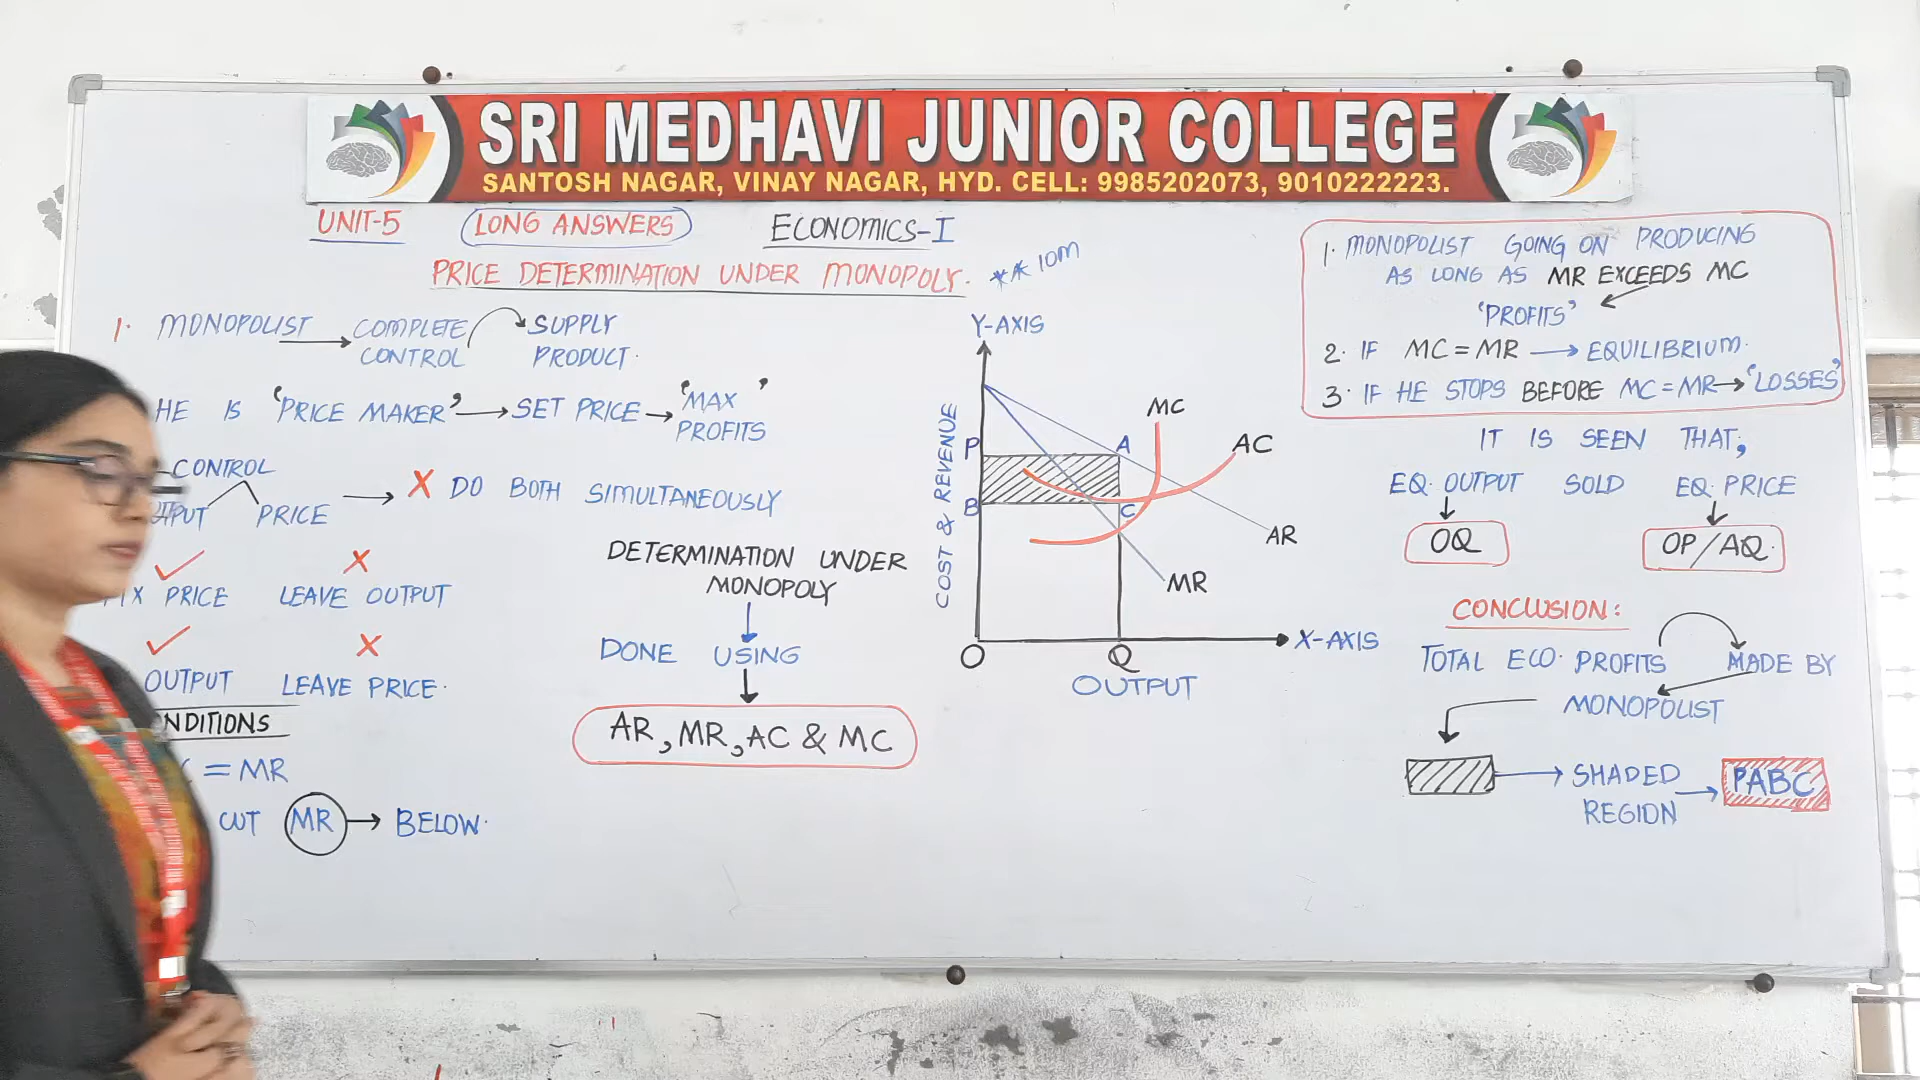 SRI MEDHAVI JUNIOR COLLEGE
SANTOSH NAGAR, VINAY NAGAR, HYD. CELL: 9985202073, 9010222223.
UNIT-5 LONG ANSWERS ECONOMICS-I
PRICE DETERMINATION UNDER MONOPOLY. ** 10M
1. MONOPOLIST COMPLETE CONTROL SUPPLY PRODUCT.
HE IS 'PRICE MAKER' SET PRICE 'MAX PROFITS'
CONTROL
PRICE X DO BOTH SIMULTANEOUSLY
PRICE LEAVE OUTPUT
OUTPUT LEAVE PRICE.
= MR
CUT MR BELOW.
DETERMINATION UNDER
MONOPOLY
DONE USING
AR, MR, AC & MC
Y-AXIS
COST & REVENUE
P
B
A
C
MC
AC
AR
MR
O
Q
X-AXIS
OUTPUT
1. MONOPOLIST GOING ON PRODUCING
AS LONG AS MR EXCEEDS MC
'PROFITS'
2. IF MC = MR EQUILIBRIUM.
3. IF HE STOPS BEFORE MC = MR 'LOSSES'
IT IS SEEN THAT,
EQ. OUTPUT SOLD EQ. PRICE
OQ OP/AQ.
CONCLUSION:
TOTAL ECO. PROFITS MADE BY
MONOPOLIST
SHADED
REGION
PABC